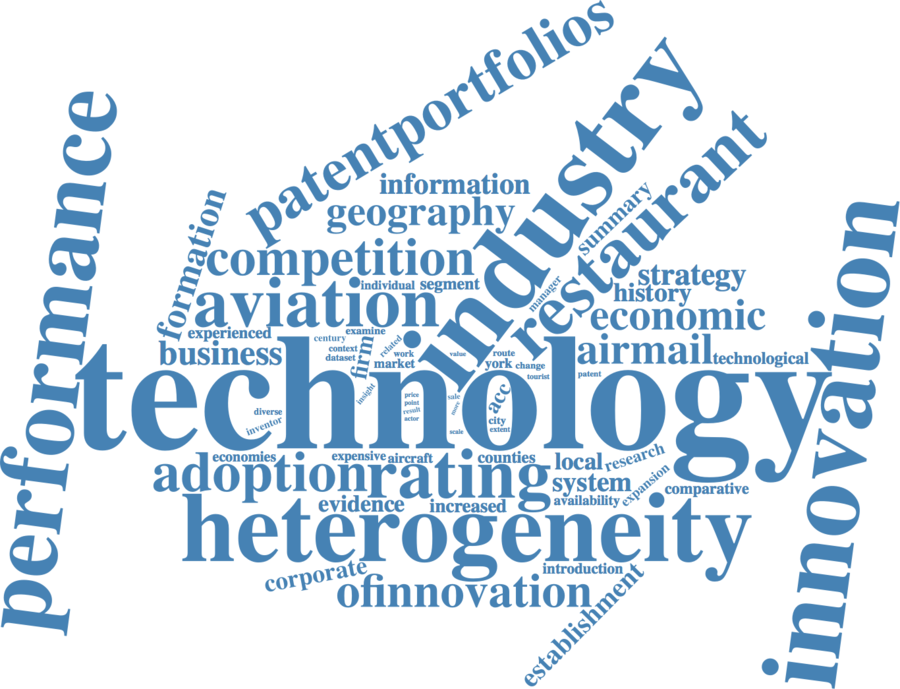 patentportfolios
industry
performance
information
restaurant
summary
formation
geography
innovation
competition
strategy
individual
segment
manager
history
aviation
economic
experienced
examine
century
related
business
context
firm
work
value
route
airmail
technological
dataset
market
york
change
tourist
patent
technology
insight
price
sale
acc
point
more
diverse
result
city
inventor
actor
extent
scale
economies
expensive
aircraft
counties
local
research
adoption
rating
system
expansion
comparative
evidence
increased
availability
heterogeneity
corporate
introduction
ofinnovation
establishment